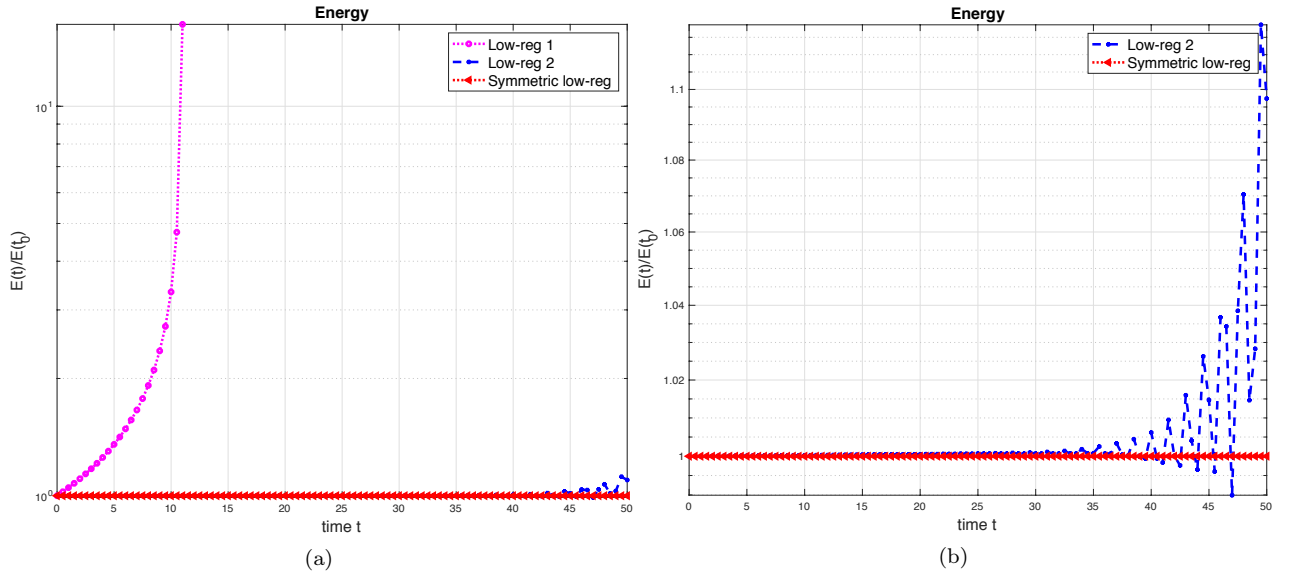 Energy
Low-reg 1
Low-reg 2
Symmetric low-reg
10^1
10^0
E(t)/E(t_0)
0 5 10 15 20 25 30 35 40 45 50
time t
(a)
Energy
Low-reg 2
Symmetric low-reg
1.1
1.08
1.06
1.04
1.02
1
E(t)/E(t_0)
0 5 10 15 20 25 30 35 40 45 50
time t
(b)